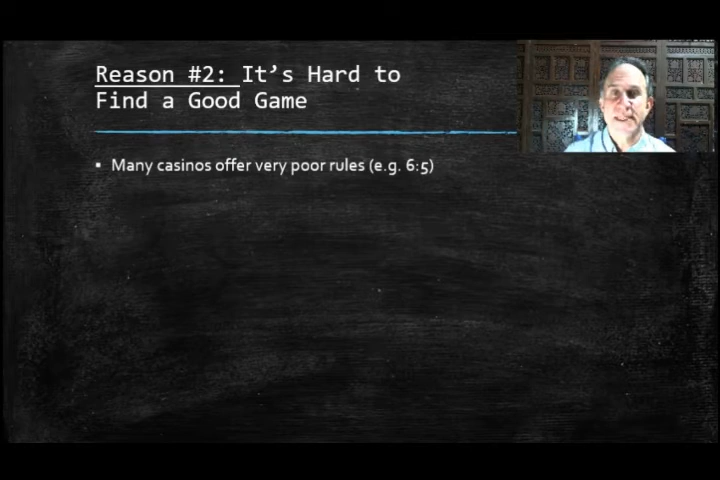 Reason #2: It's Hard to
Find a Good Game
▪ Many casinos offer very poor rules (e.g. 6:5)